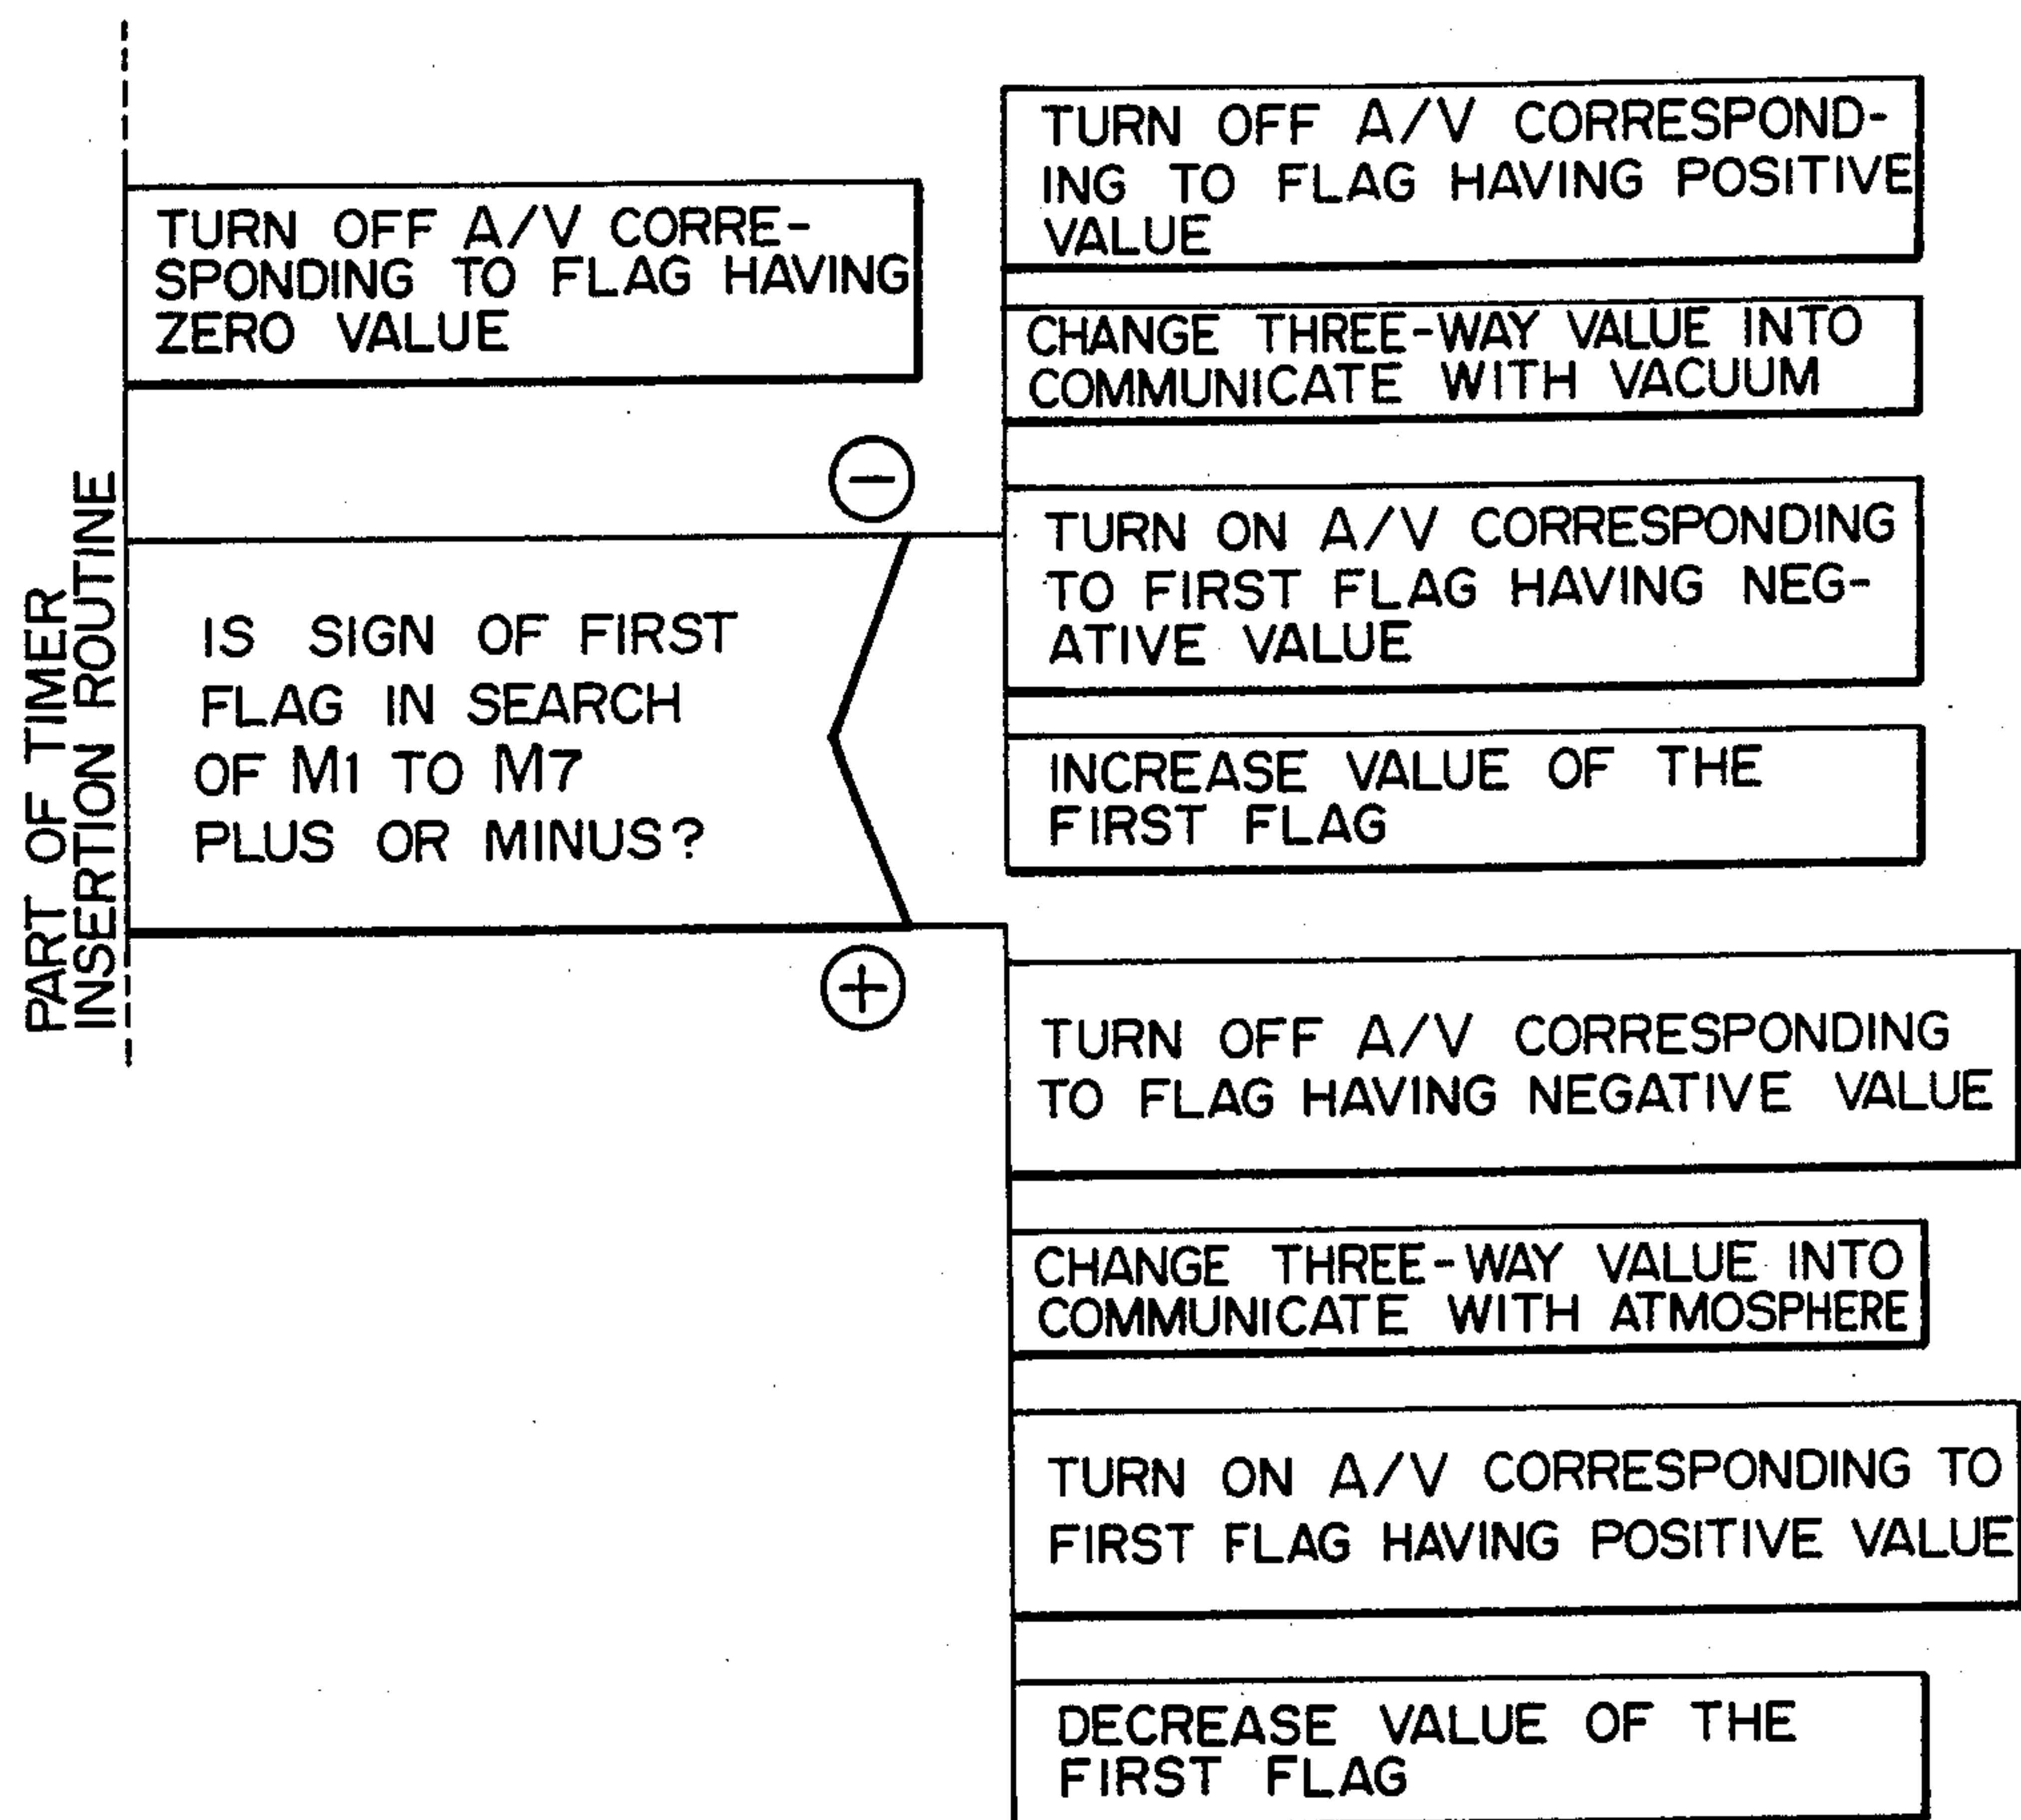 PART OF TIMER
INSERTION ROUTINE
TURN OFF A/V CORRE-
SPONDING TO FLAG HAVING
ZERO VALUE
IS SIGN OF FIRST
FLAG IN SEARCH
OF M1 TO M7
PLUS OR MINUS?
−
TURN OFF A/V CORRESPOND-
ING TO FLAG HAVING POSITIVE
VALUE
CHANGE THREE-WAY VALUE INTO
COMMUNICATE WITH VACUUM
TURN ON A/V CORRESPONDING
TO FIRST FLAG HAVING NEG-
ATIVE VALUE
INCREASE VALUE OF THE
FIRST FLAG
+
TURN OFF A/V CORRESPONDING
TO FLAG HAVING NEGATIVE VALUE
CHANGE THREE-WAY VALUE INTO
COMMUNICATE WITH ATMOSPHERE
TURN ON A/V CORRESPONDING TO
FIRST FLAG HAVING POSITIVE VALUE
DECREASE VALUE OF THE
FIRST FLAG